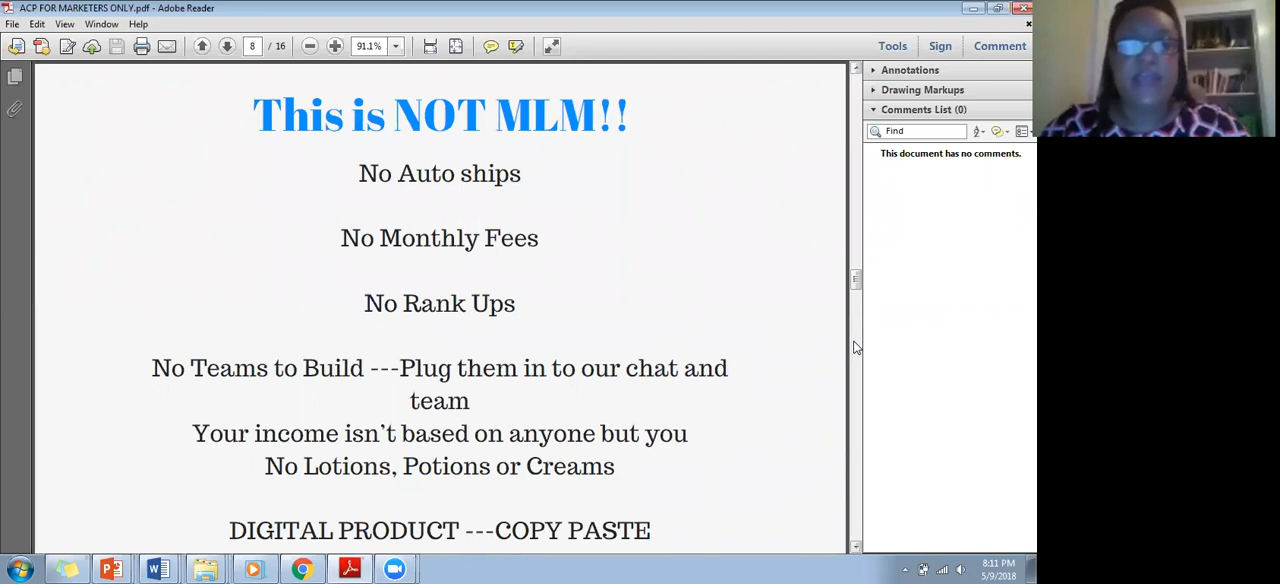 ACP FOR MARKETERS ONLY.pdf - Adobe Reader
File Edit View Window Help
8 / 16 91.1% Tools Sign Comment
Annotations
Drawing Markups
Comments List (0)
Find
This document has no comments.
This is NOT MLM!!
No Auto ships
No Monthly Fees
No Rank Ups
No Teams to Build ---Plug them in to our chat and
team
Your income isn’t based on anyone but you
No Lotions, Potions or Creams
DIGITAL PRODUCT ---COPY PASTE
8:11 PM
5/9/2018